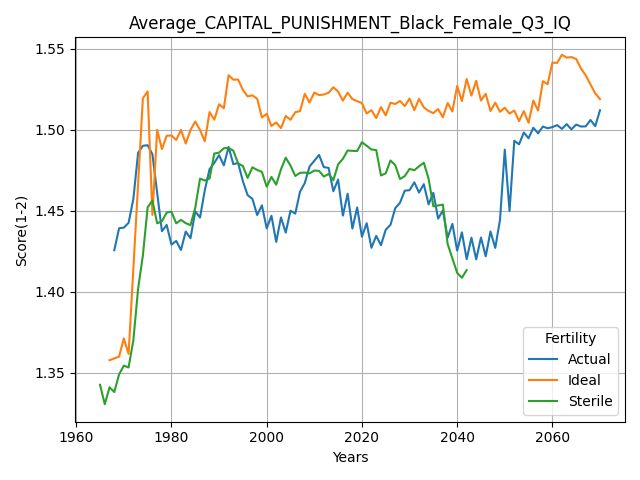 Average_CAPITAL_PUNISHMENT_Black_Female_Q3_IQ
Score(1-2)
1.55
1.50
1.45
1.40
1.35
1960
1980
2000
2020
2040
2060
Years
Fertility
Actual
Ideal
Sterile